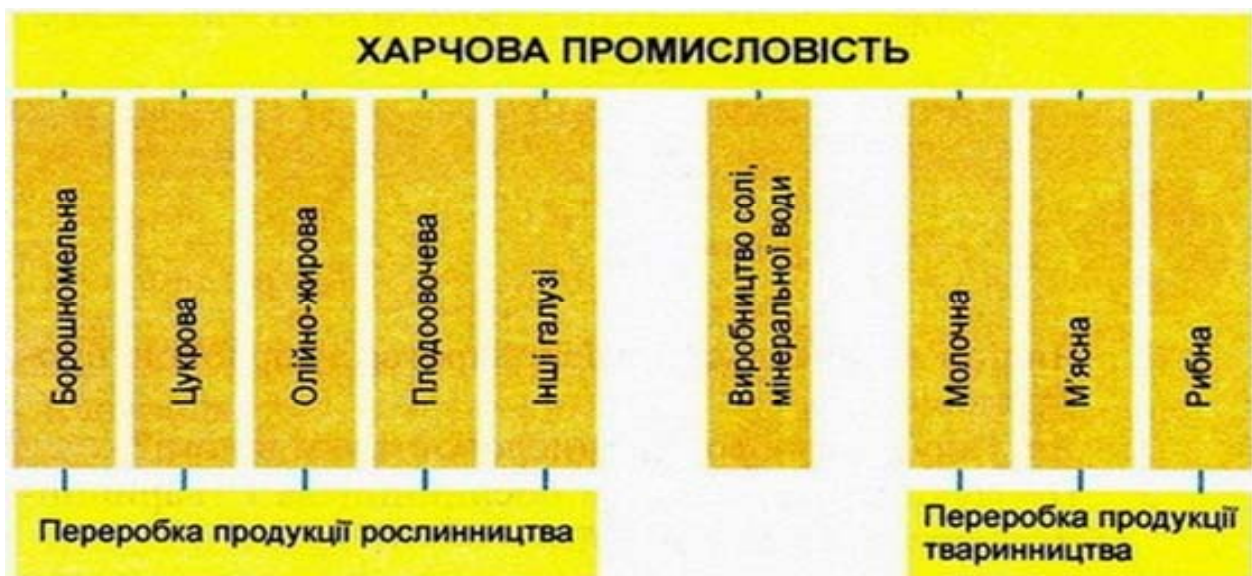 ХАРЧОВА ПРОМИСЛОВІСТЬ
Борошномельна
Цукрова
Олійно-жирова
Плодоовочева
Інші галузі
Виробництво солі,
мінеральної води
Молочна
М'ясна
Рибна
Переробка продукції рослинництва
Переробка продукції
тваринництва